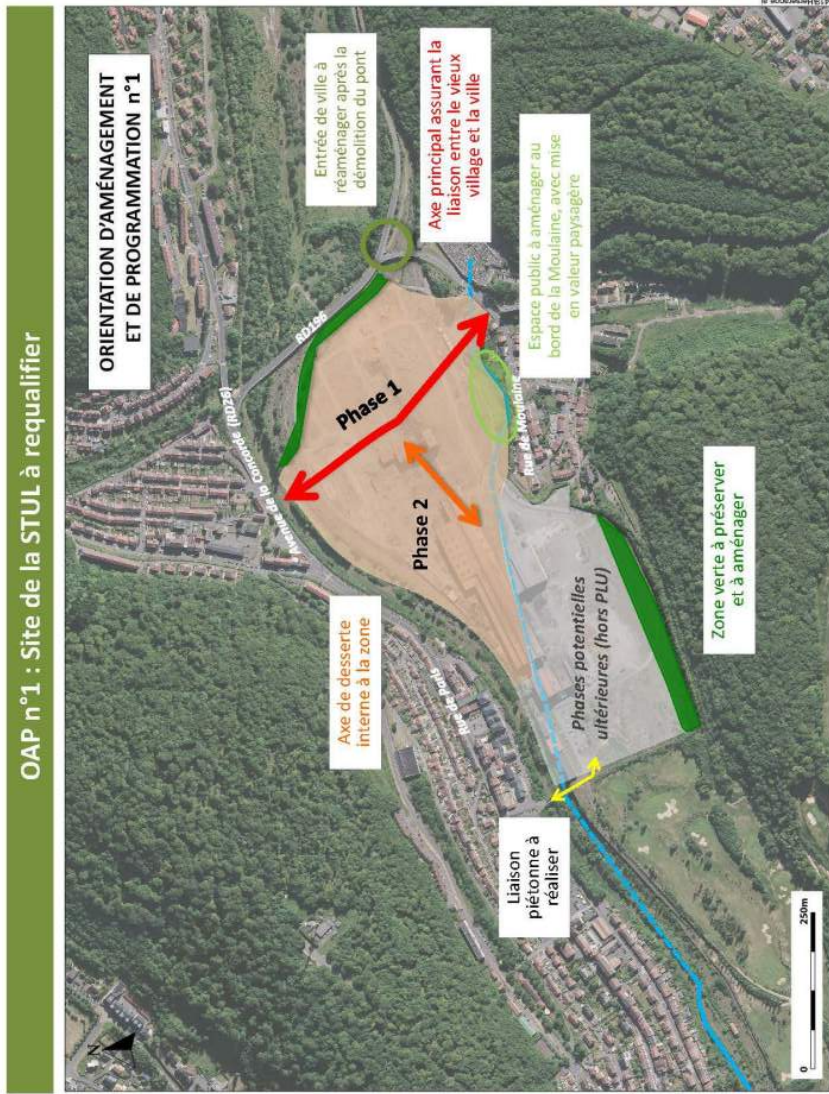 OAP n°1 : Site de la STUL à requalifier
ORIENTATION D'AMÉNAGEMENT
ET DE PROGRAMMATION n°1
Entrée de ville à
réaménager après la
démolition du pont
Axe principal assurant la
liaison entre le vieux
village et la ville
Espace public à aménager au
bord de la Moulaine, avec mise
en valeur paysagère
Avenue de la Concorde (RD26)
RD196
Phase 1
Phase 2
Axe de desserte
interne à la zone
Rue de Paris
Rue de Moulaine
Phases potentielles
ultérieures (hors PLU)
Zone verte à préserver
et à aménager
Liaison
piétonne à
réaliser
N
0
250m